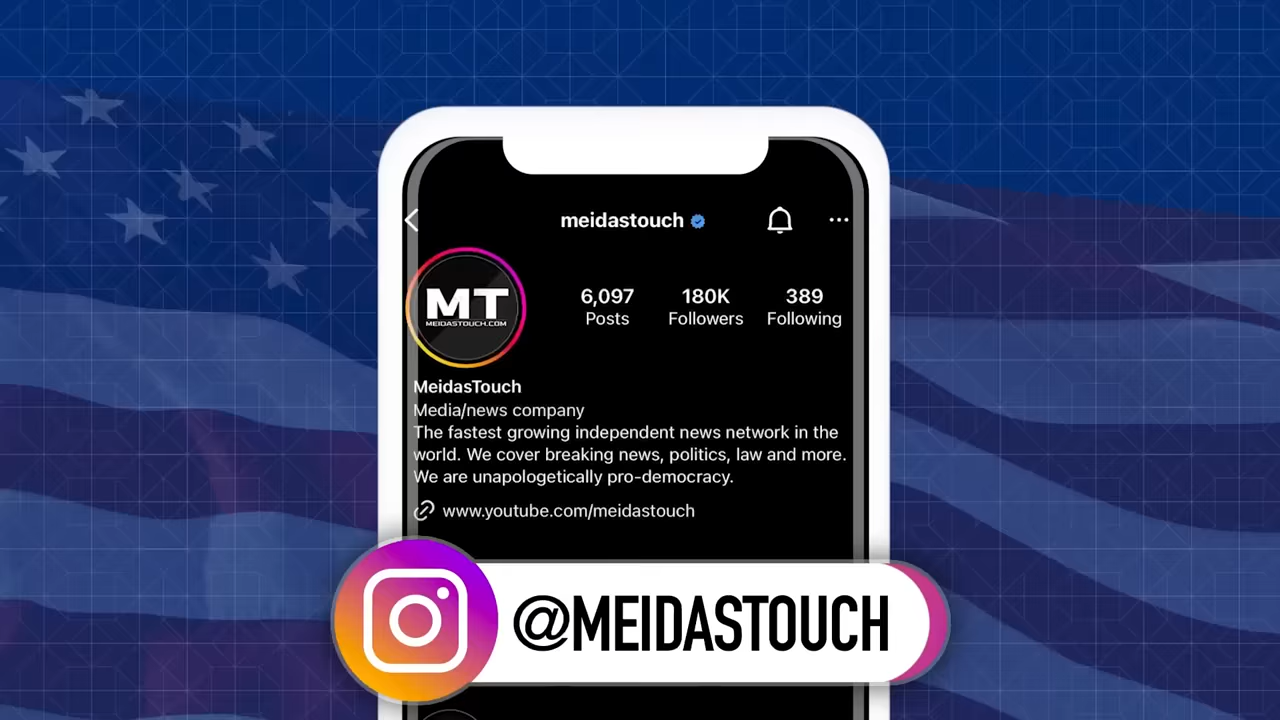 meidastouch
MT
MEIDASTOUCH.COM
6,097 180K 389
Posts Followers Following
MeidasTouch
Media/news company
The fastest growing independent news network in the
world. We cover breaking news, politics, law and more.
We are unapologetically pro-democracy.
www.youtube.com/meidastouch
@MEIDASTOUCH